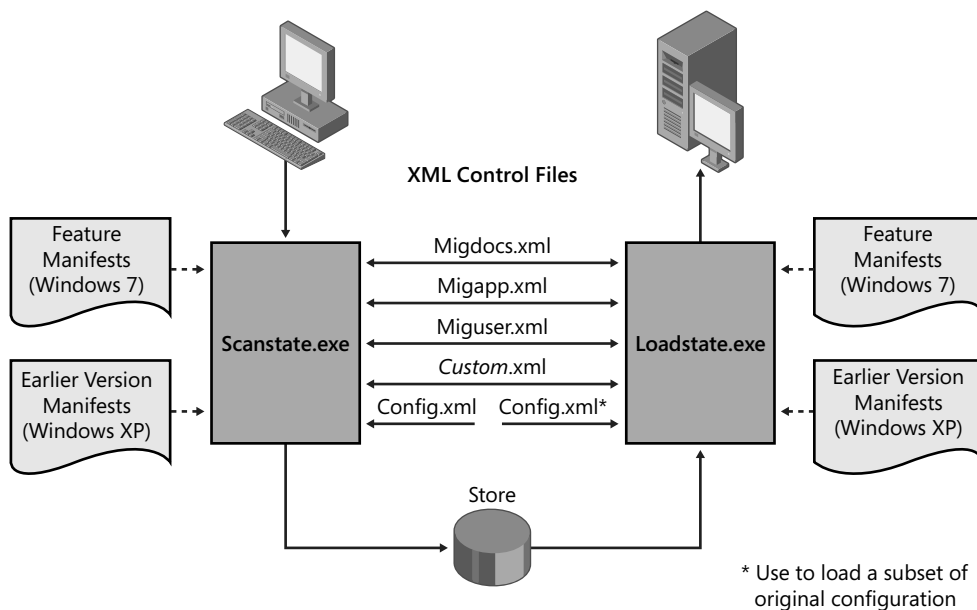 XML Control Files
Feature
Manifests
(Windows 7)
Earlier Version
Manifests
(Windows XP)
Scanstate.exe
Migdocs.xml
Migapp.xml
Miguser.xml
Custom.xml
Config.xml
Config.xml*
Loadstate.exe
Feature
Manifests
(Windows 7)
Earlier Version
Manifests
(Windows XP)
Store
* Use to load a subset of
original configuration